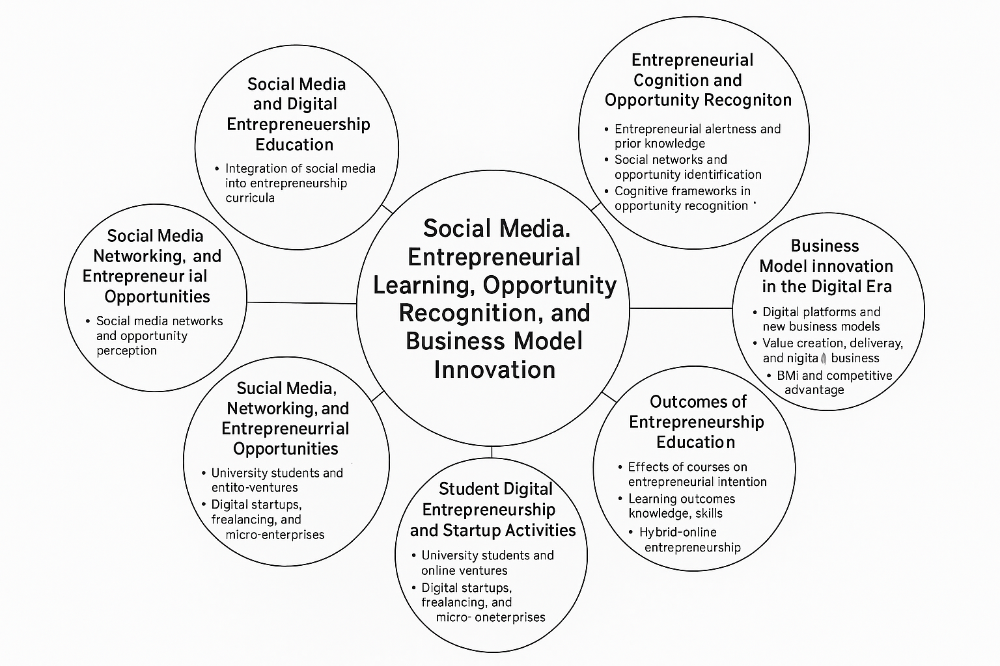 Social Media
and Digital
Entrepreneuership
Education
• Integration of social media
into entrepreneurship
curricula
Entrepreneurial
Cognition and
Opportunity Recogniton
• Entrepreneurial alertness and
prior knowledge
• Social networks and
opportunity identification
• Cognitive frameworks in
opportunity recognition
Social Media
Networking, and
Entrepreneur ial
Opportunities
• Social media networks
and opportunity
perception
Social Media.
Entrepreneurial
Learning, Opportunity
Recognition, and
Business Model
Innovation
Business
Model innovation
in the Digital Era
• Digital platforms and
new business models
• Value creation, deliveray,
and nigita business
• BMi and competitive
advantage
Sucial Media,
Networking, and
Entrepreneurrial
Opportunities
• University students and
entito-ventures
• Digital startups,
frealancing, and
micro-enterprises
Student Digital
Entrepreneurship
and Startup Activities
• University students and
online ventures
• Digital startups,
frealancing, and
micro- oneterprises
Outcomes of
Entrepreneurship
Education
• Effects of courses on
entrepreneurial intention
• Learning outcomes
knowledge, skills
• Hybrid-online
entrepreneurship